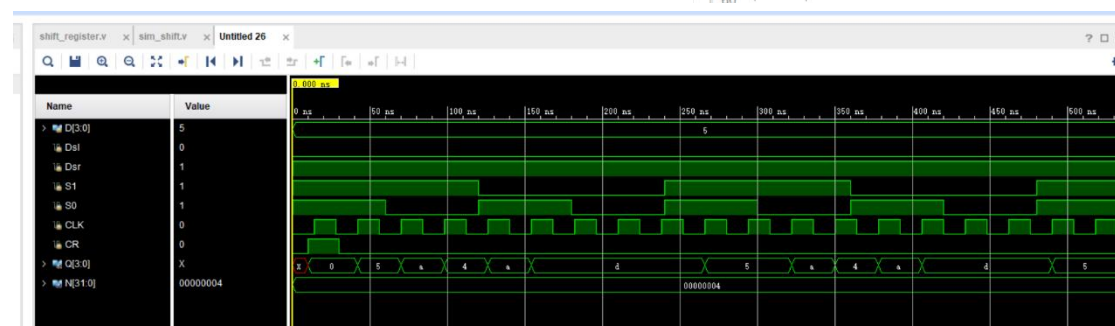 shift_register.v × sim_shift.v × Untitled 26 ×
0.000 ns
Name Value
0 ns 50 ns 100 ns 150 ns 200 ns 250 ns 300 ns 350 ns 400 ns 450 ns 500 ns
D[3:0] 5 5
Dsl 0
Dsr 1
S1 1
S0 1
CLK 0
CR 0
Q[3:0] X X 0 5 a 4 a d 5 a 4 a d 5
N[31:0] 00000004 00000004